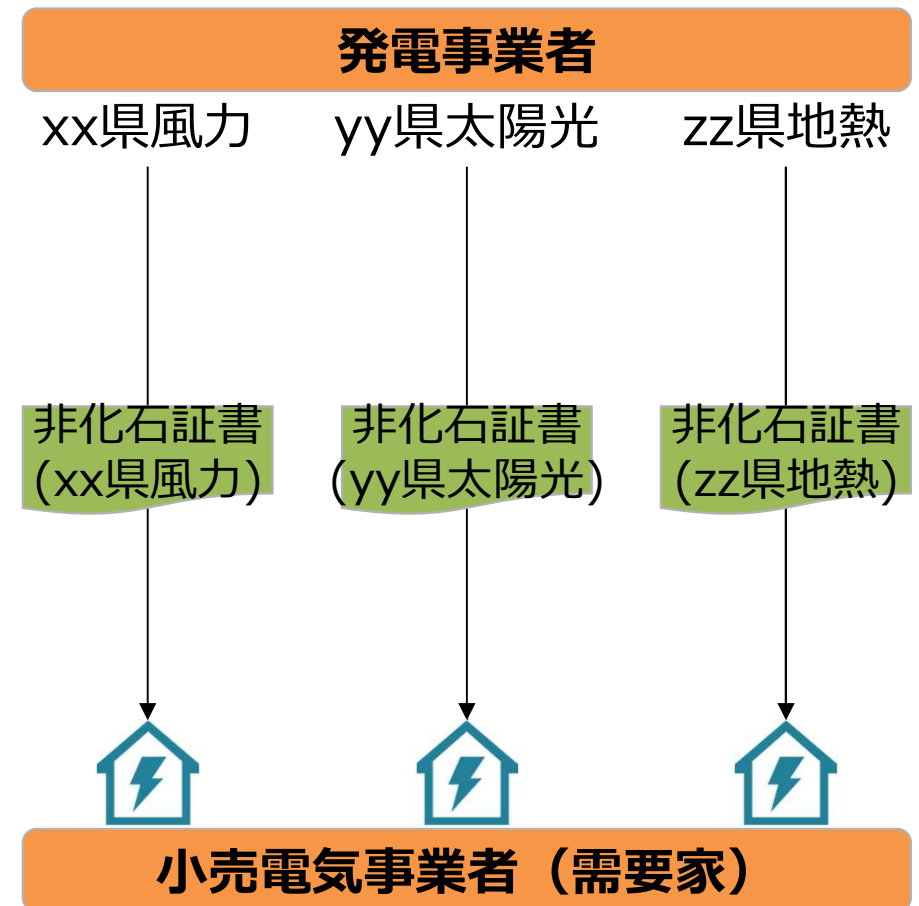 発電事業者
xx県風力
yy県太陽光
zz県地熱
非化石証書
(xx県風力)
非化石証書
(yy県太陽光)
非化石証書
(zz県地熱)
小売電気事業者（需要家）